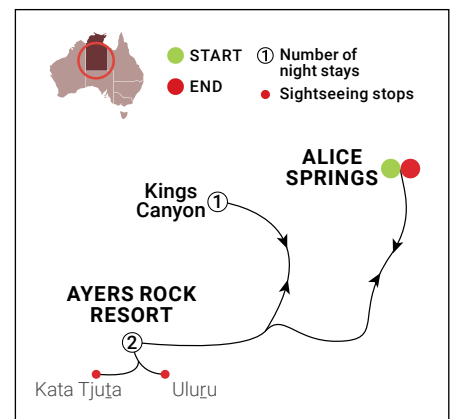 START
END
① Number of
night stays
Sightseeing stops
ALICE
SPRINGS
Kings
Canyon ①
AYERS ROCK
RESORT
②
Kata Tjuṯa
Uluṟu